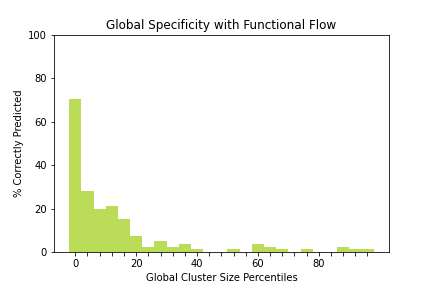 Global Specificity with Functional Flow
100
80
60
40
20
0
% Correctly Predicted
0 20 40 60 80
Global Cluster Size Percentiles